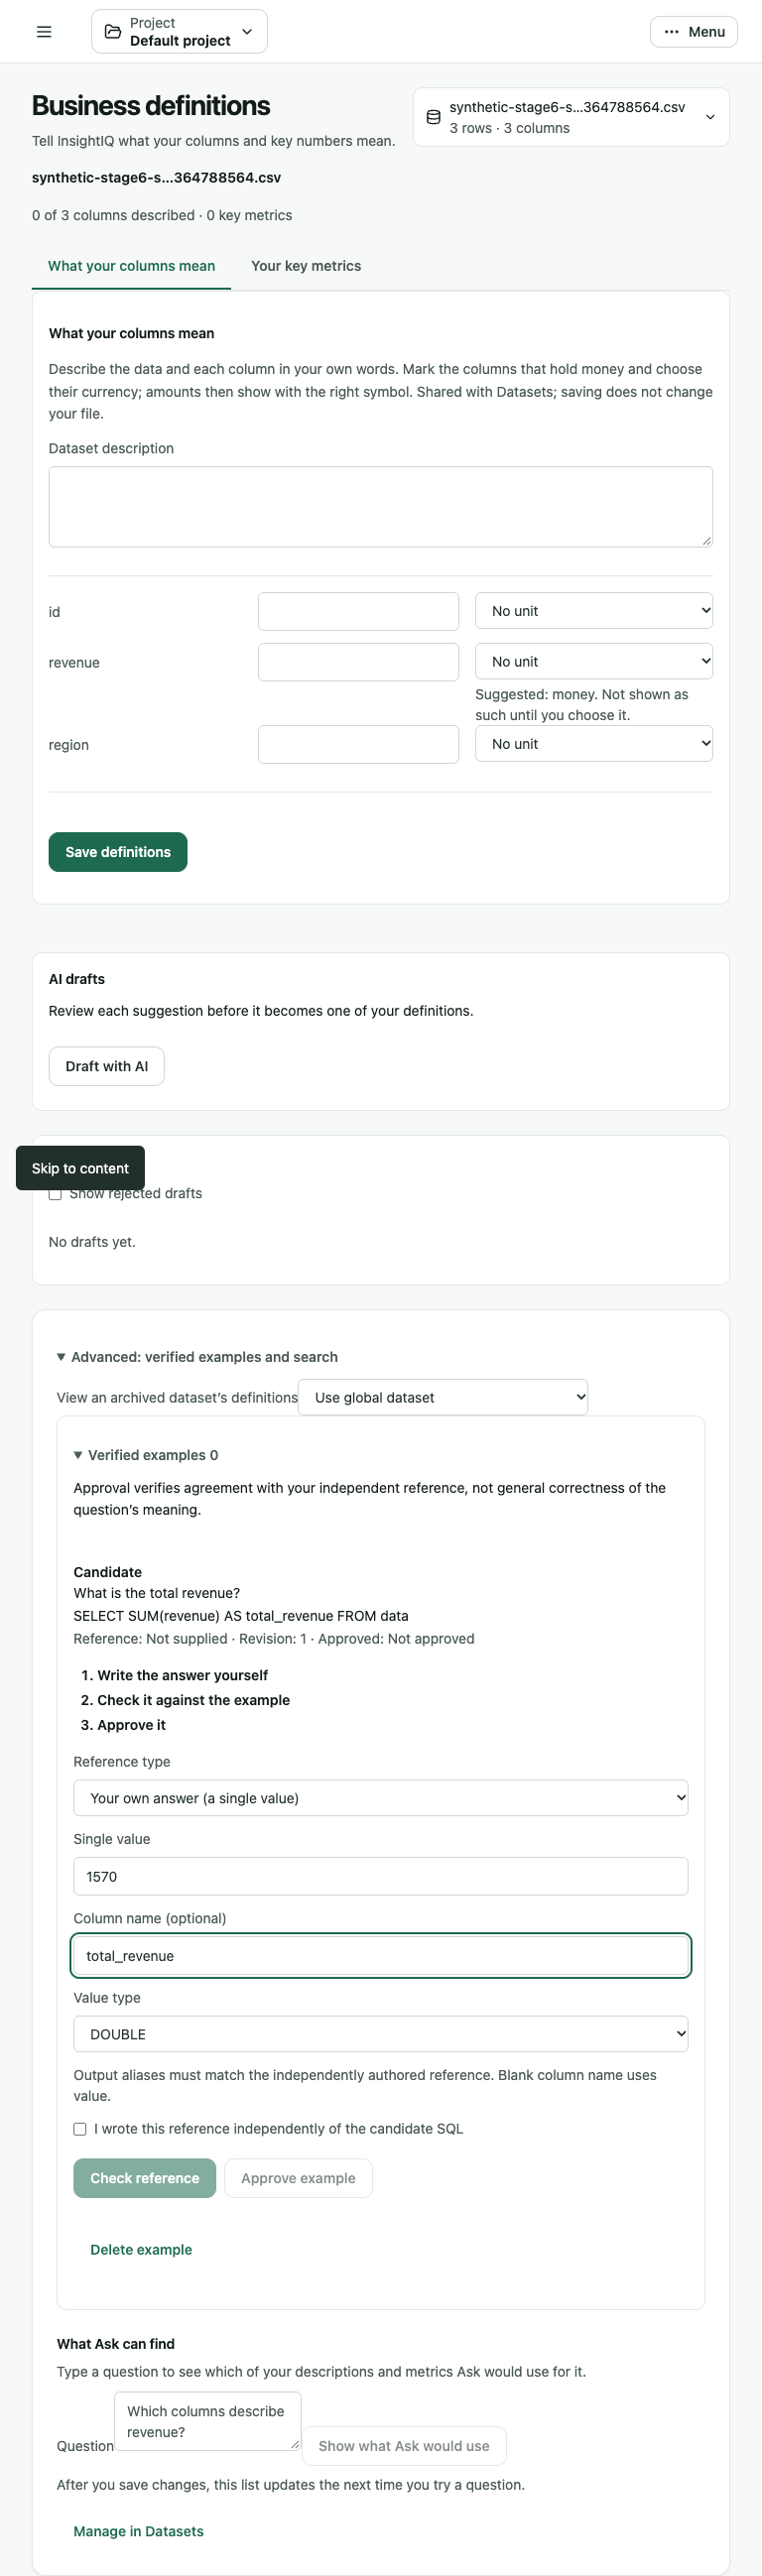 Project
Default project
Menu
Business definitions
synthetic-stage6-s...364788564.csv
3 rows · 3 columns
Tell InsightIQ what your columns and key numbers mean.
synthetic-stage6-s...364788564.csv
0 of 3 columns described · 0 key metrics
What your columns mean
Your key metrics
What your columns mean
Describe the data and each column in your own words. Mark the columns that hold money and choose
their currency; amounts then show with the right symbol. Shared with Datasets; saving does not change
your file.
Dataset description
id
No unit
revenue
No unit
Suggested: money. Not shown as
such until you choose it.
region
No unit
Save definitions
AI drafts
Review each suggestion before it becomes one of your definitions.
Draft with AI
Skip to content
Show rejected drafts
No drafts yet.
Advanced: verified examples and search
View an archived dataset's definitions
Use global dataset
Verified examples 0
Approval verifies agreement with your independent reference, not general correctness of the
question's meaning.
Candidate
What is the total revenue?
SELECT SUM(revenue) AS total_revenue FROM data
Reference: Not supplied · Revision: 1 · Approved: Not approved
1. Write the answer yourself
2. Check it against the example
3. Approve it
Reference type
Your own answer (a single value)
Single value
1570
Column name (optional)
total_revenue
Value type
DOUBLE
Output aliases must match the independently authored reference. Blank column name uses
value.
I wrote this reference independently of the candidate SQL
Check reference
Approve example
Delete example
What Ask can find
Type a question to see which of your descriptions and metrics Ask would use for it.
Question
Which columns describe
revenue?
Show what Ask would use
After you save changes, this list updates the next time you try a question.
Manage in Datasets